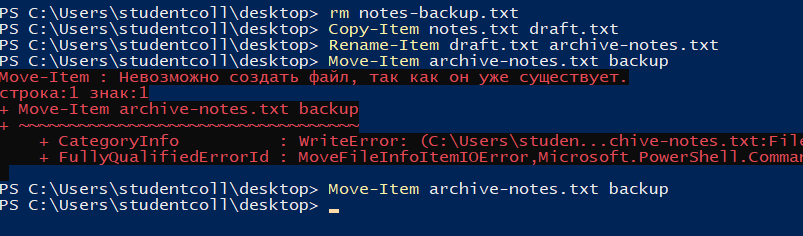 PS C:\Users\studentcoll\desktop> rm notes-backup.txt
PS C:\Users\studentcoll\desktop> Copy-Item notes.txt draft.txt
PS C:\Users\studentcoll\desktop> Rename-Item draft.txt archive-notes.txt
PS C:\Users\studentcoll\desktop> Move-Item archive-notes.txt backup
Move-Item : Невозможно создать файл, так как он уже существует.
строка:1 знак:1
+ Move-Item archive-notes.txt backup
+ ~~~~~~~~~~~~~~~~~~~~~~~~~~~~~~~~~~
    + CategoryInfo          : WriteError: (C:\Users\studen...chive-notes.txt:File
    + FullyQualifiedErrorId : MoveFileInfoItemIOError,Microsoft.PowerShell.Comman
PS C:\Users\studentcoll\desktop> Move-Item archive-notes.txt backup
PS C:\Users\studentcoll\desktop>